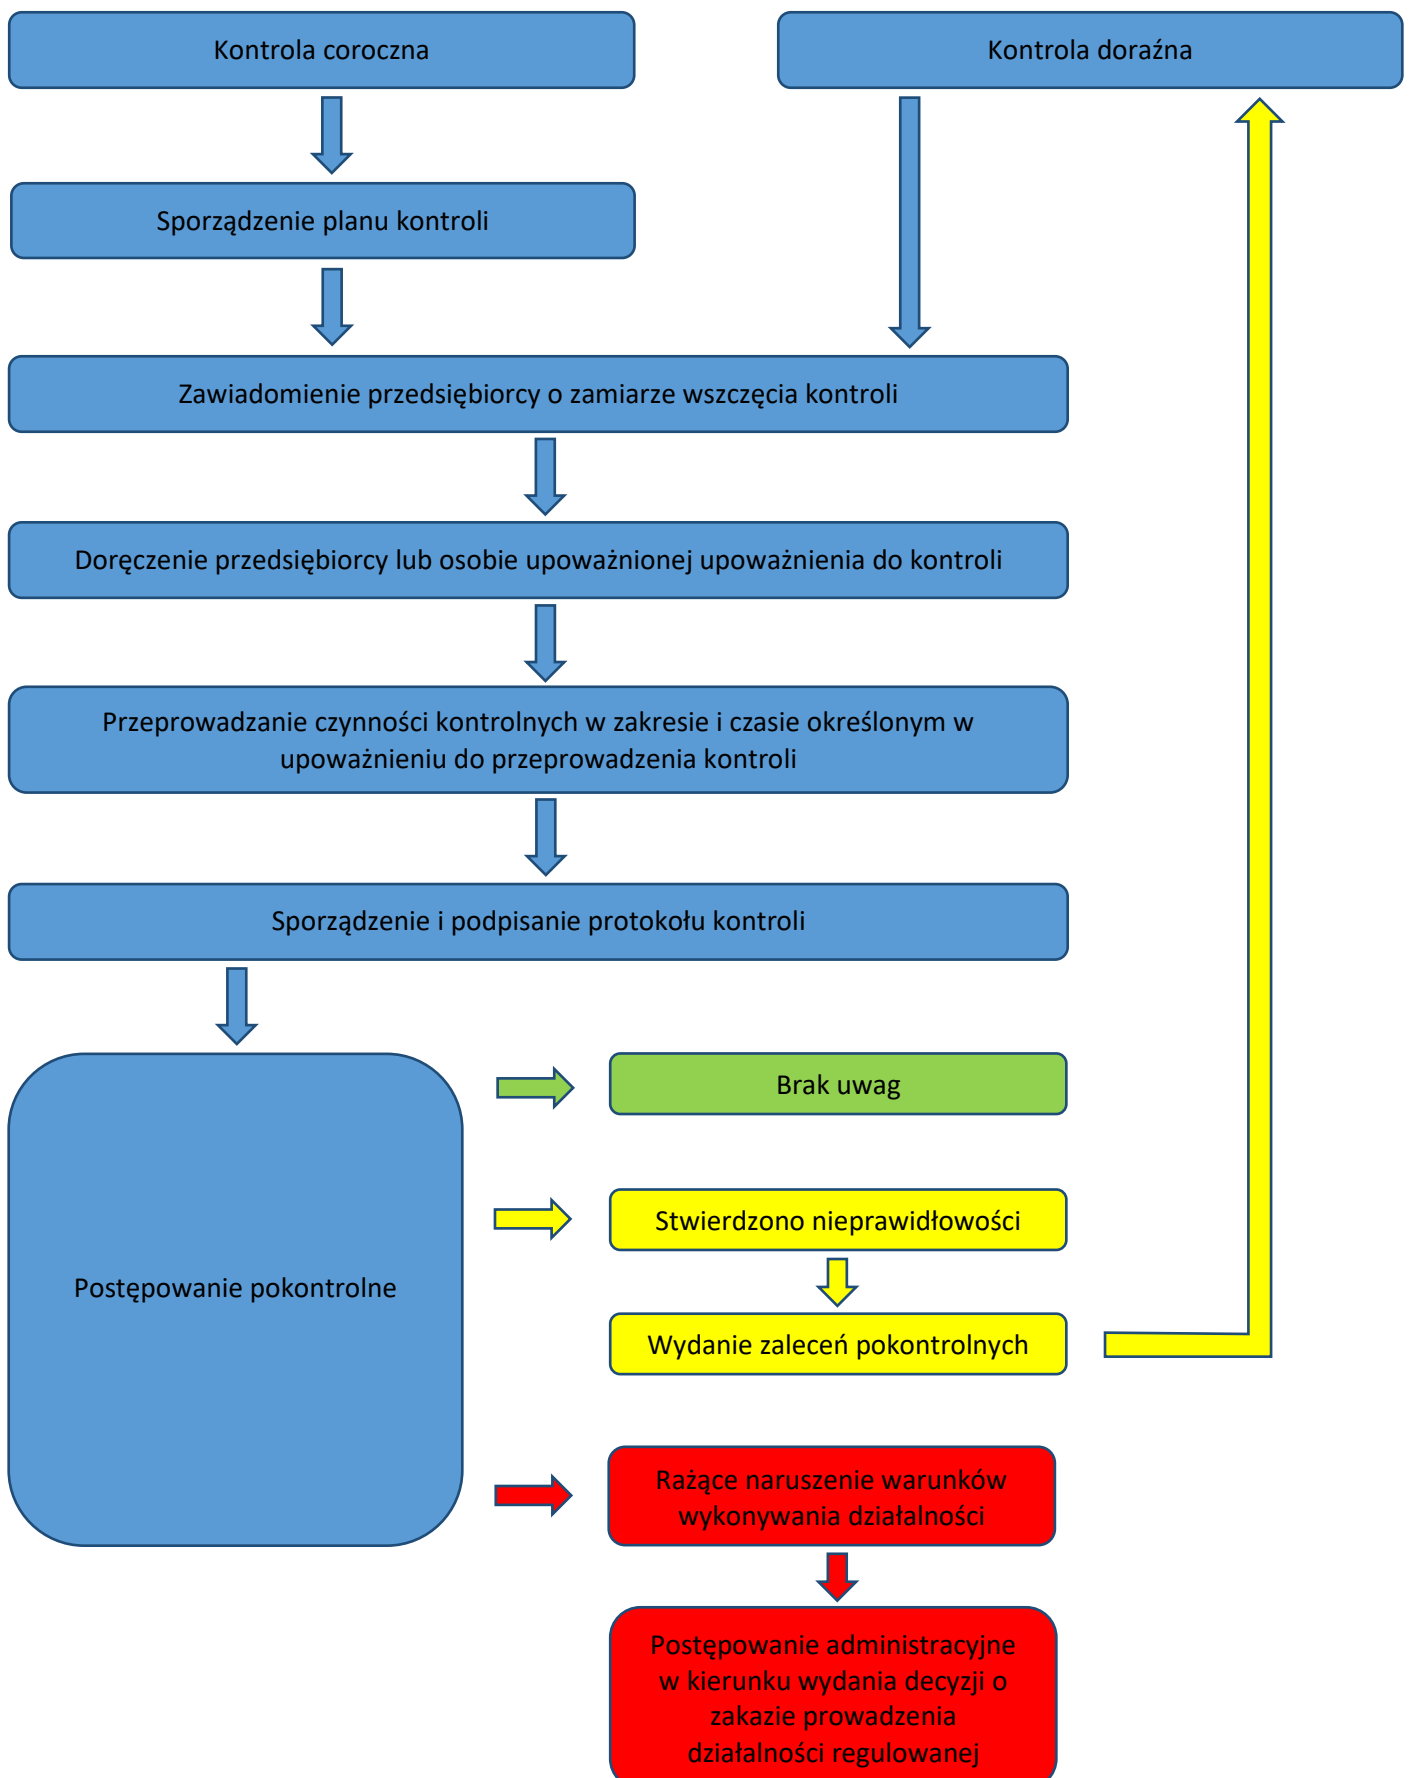 Kontrola coroczna
Kontrola doraźna
Sporządzenie planu kontroli
Zawiadomienie przedsiębiorcy o zamiarze wszczęcia kontroli
Doręczenie przedsiębiorcy lub osobie upoważnionej upoważnienia do kontroli
Przeprowadzanie czynności kontrolnych w zakresie i czasie określonym w
upoważnieniu do przeprowadzenia kontroli
Sporządzenie i podpisanie protokołu kontroli
Brak uwag
Stwierdzono nieprawidłowości
Postępowanie pokontrolne
Wydanie zaleceń pokontrolnych
Rażące naruszenie warunków
wykonywania działalności
Postępowanie administracyjne
w kierunku wydania decyzji o
zakazie prowadzenia
działalności regulowanej